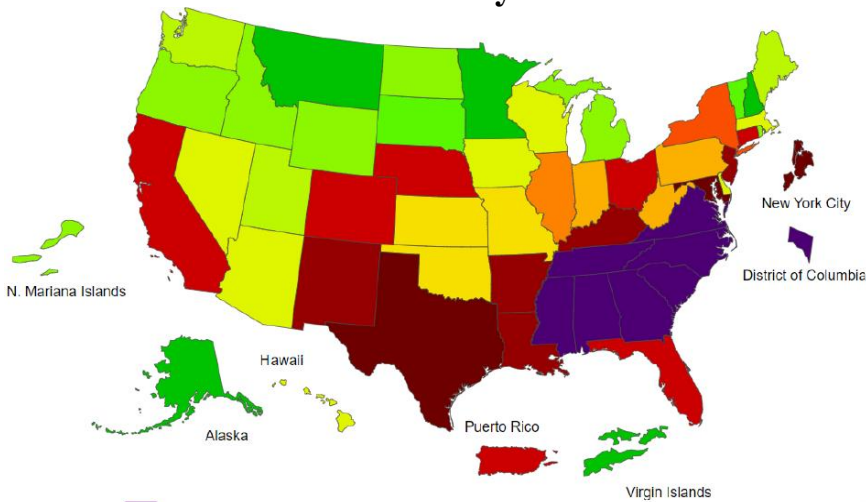 New York City
District of Columbia
N. Mariana Islands
Hawaii
Alaska
Puerto Rico
Virgin Islands